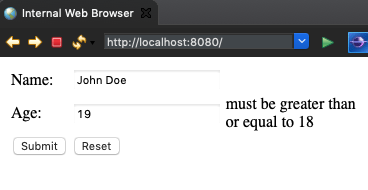 Internal Web Browser
http://localhost:8080/
Name: John Doe
Age: 19 must be greater than
or equal to 18
Submit Reset